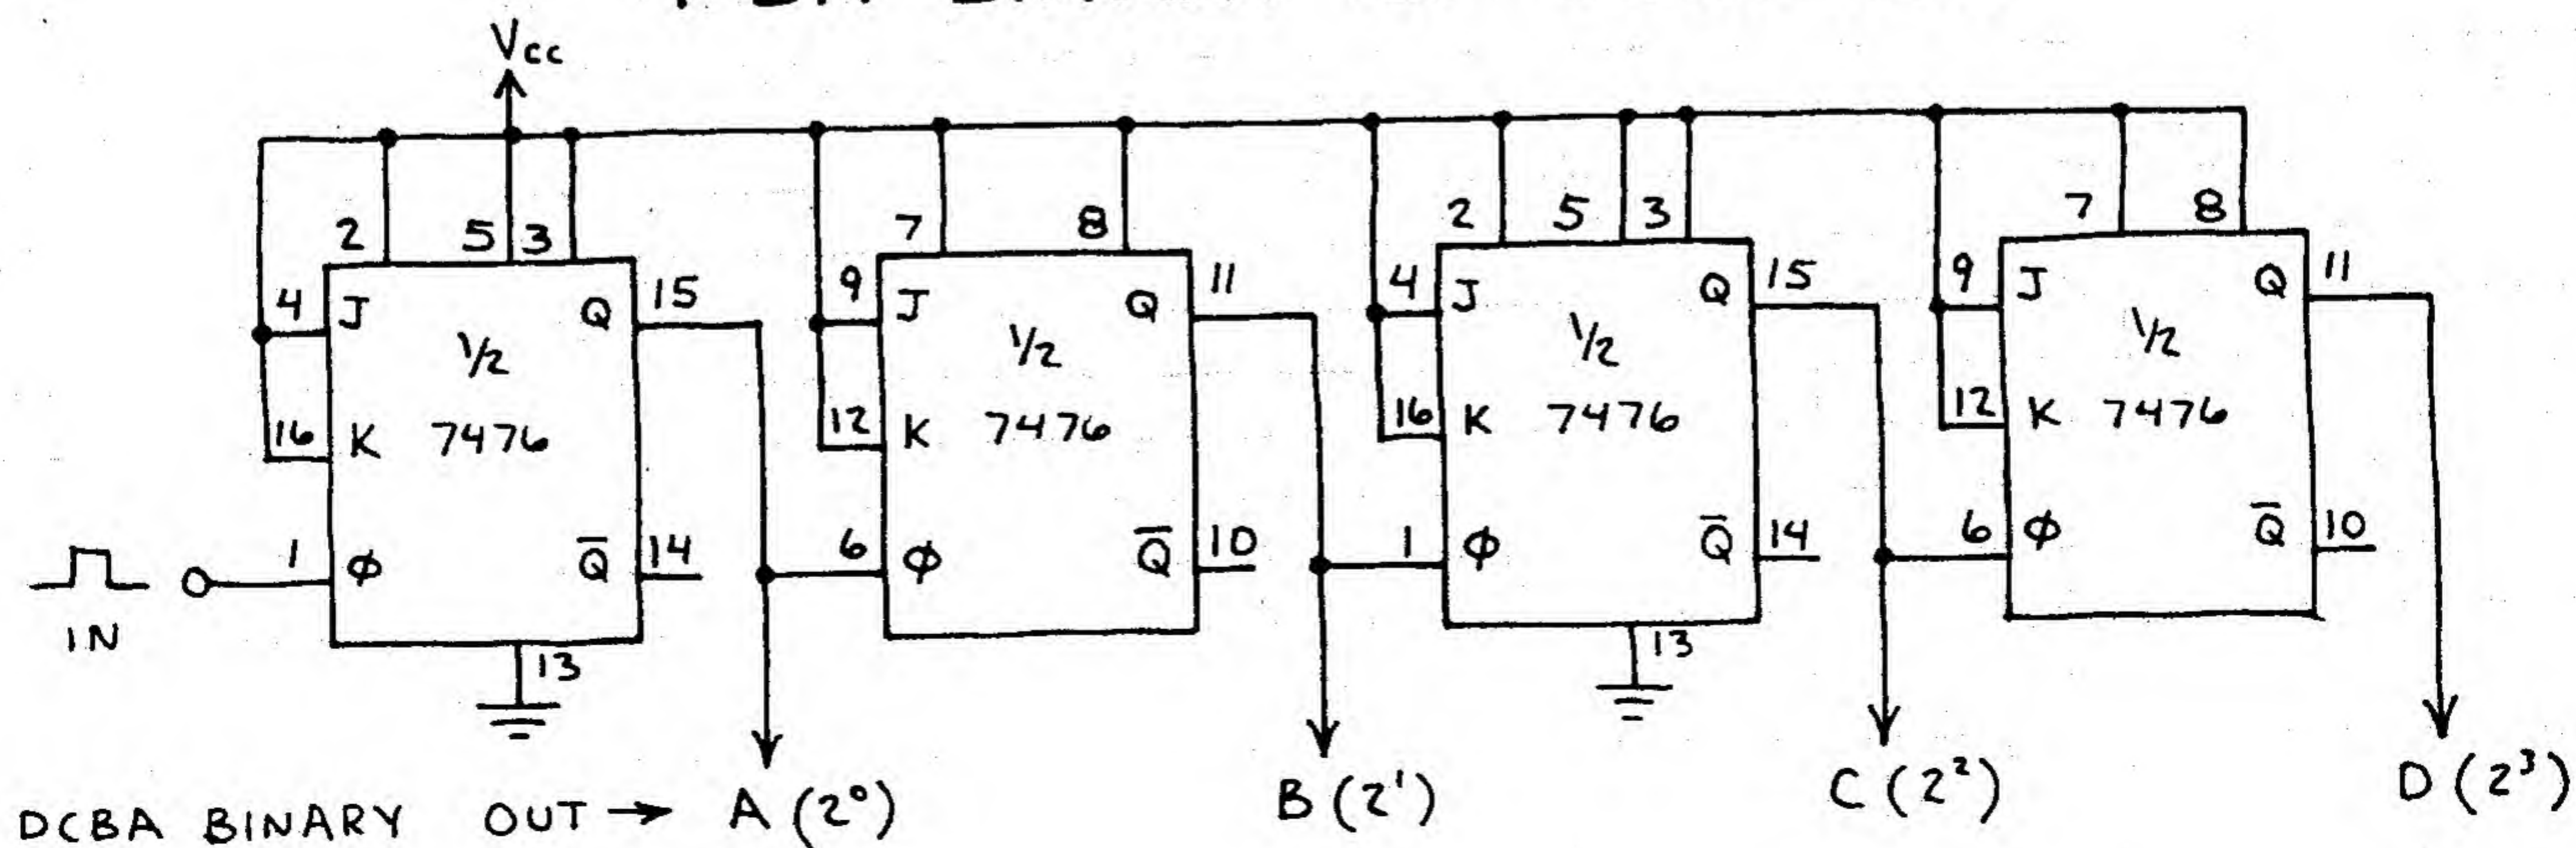 Vcc
2 5 3 7 8 2 5 3 7 8
4 J Q 15 9 J Q 11 4 J Q 15 9 J Q 11
1/2 1/2 1/2 1/2
16 K 7476 12 K 7476 16 K 7476 12 K 7476
1 Φ Q̅ 14 6 Φ Q̅ 10 1 Φ Q̅ 14 6 Φ Q̅ 10
IN
13 13
DCBA BINARY OUT → A (2⁰) B (2¹) C (2²) D (2³)